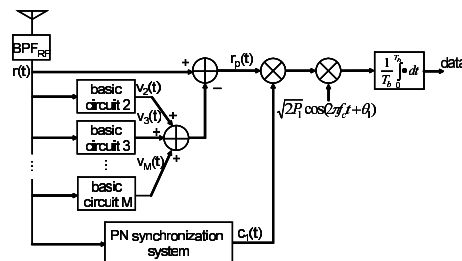 BPF_RF
r(t)
basic circuit 2
v_2(t)
basic circuit 3
v_3(t)
basic circuit M
v_M(t)
+
−
+
+
+
r_p(t)
√2P_1 cos(2πf_c t+θ_1)
1/T_b ∫_0^{T_b} • dt
data
PN synchronization system
c_1(t)